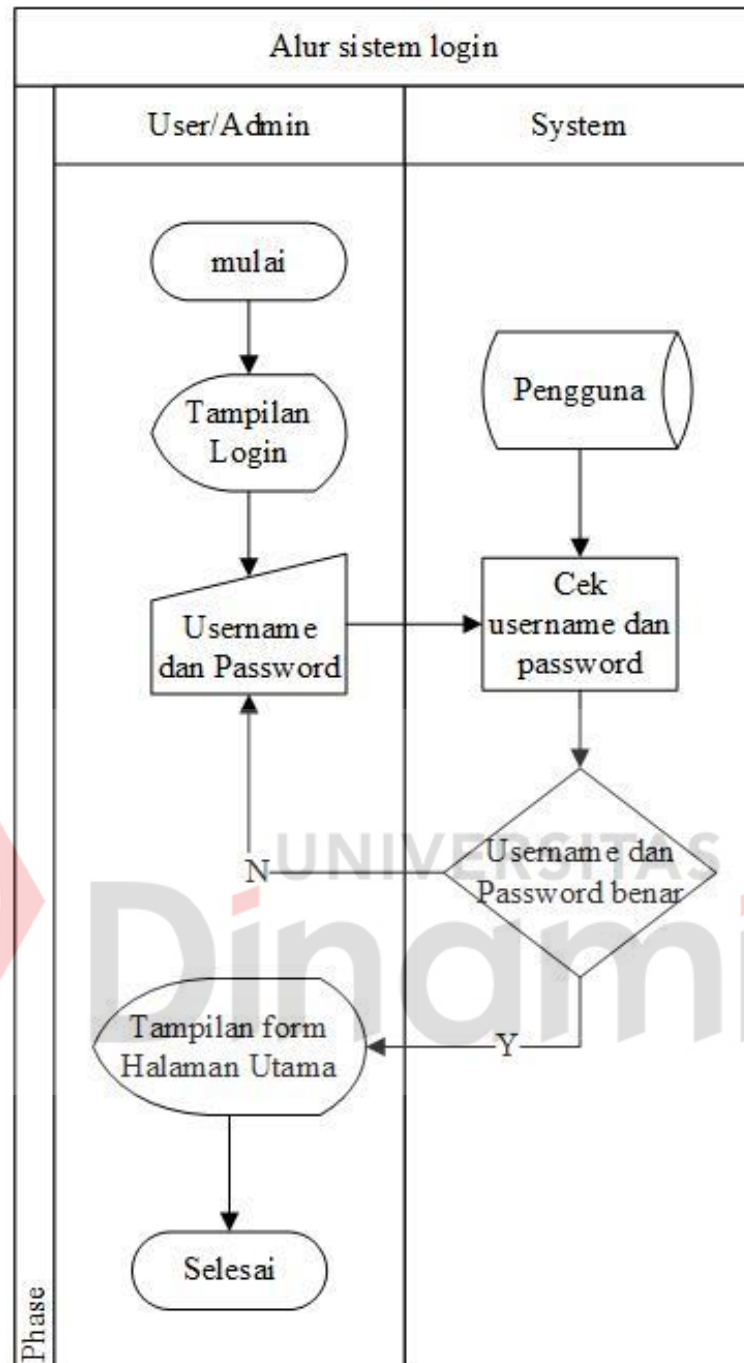 Alur sistem login
User/Admin
System
mulai
Tampilan
Login
Pengguna
Username
dan Password
Cek
username dan
password
Username dan
Password benar
N
Y
Tampilan form
Halaman Utama
Selesai
Phase
UNIVERSITAS
Dinami